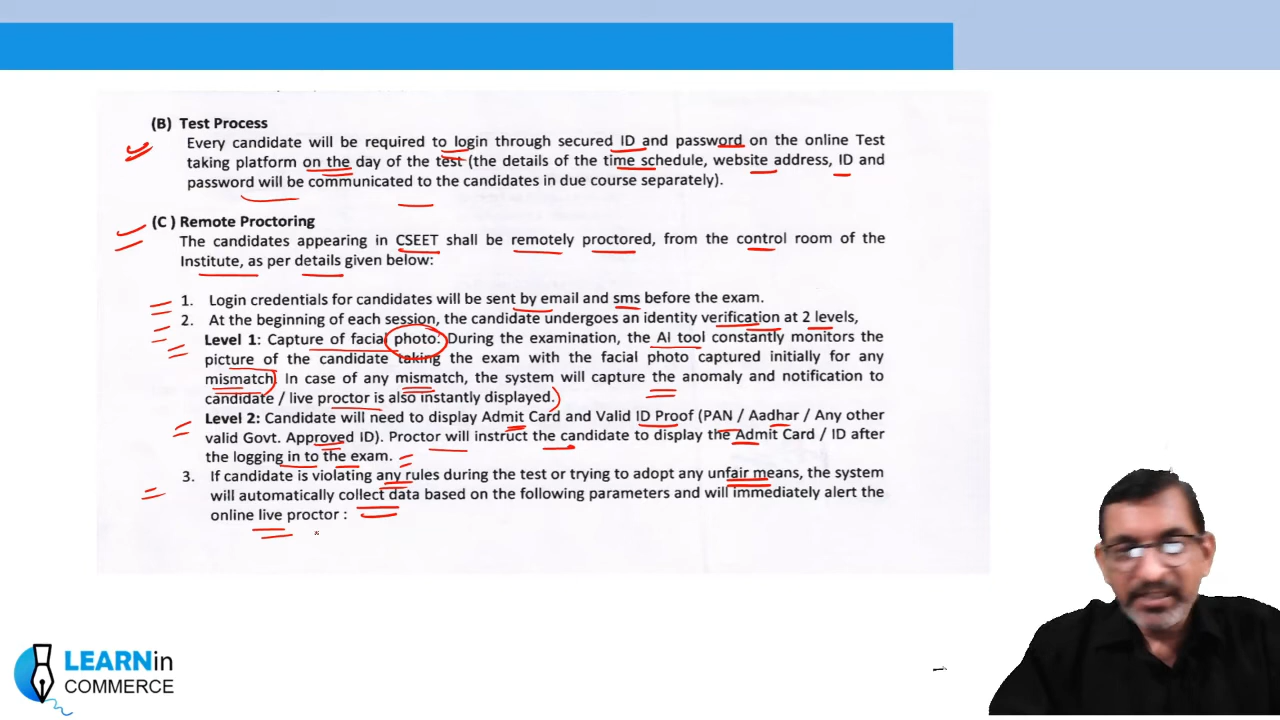 (B) Test Process
Every candidate will be required to login through secured ID and password on the online Test
taking platform on the day of the test (the details of the time schedule, website address, ID and
password will be communicated to the candidates in due course separately).
(C ) Remote Proctoring
The candidates appearing in CSEET shall be remotely proctored, from the control room of the
Institute, as per details given below:
1. Login credentials for candidates will be sent by email and sms before the exam.
2. At the beginning of each session, the candidate undergoes an identity verification at 2 levels,
Level 1: Capture of facial photo. During the examination, the AI tool constantly monitors the
picture of the candidate taking the exam with the facial photo captured initially for any
mismatch. In case of any mismatch, the system will capture the anomaly and notification to
candidate / live proctor is also instantly displayed.
Level 2: Candidate will need to display Admit Card and Valid ID Proof (PAN / Aadhar / Any other
valid Govt. Approved ID). Proctor will instruct the candidate to display the Admit Card / ID after
the logging in to the exam.
3. If candidate is violating any rules during the test or trying to adopt any unfair means, the system
will automatically collect data based on the following parameters and will immediately alert the
online live proctor :
LEARNin
COMMERCE